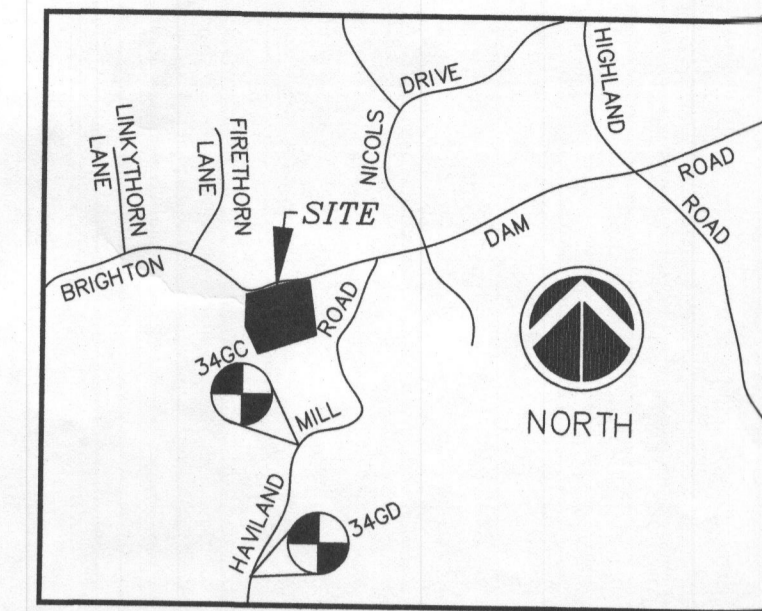 DRIVE
HIGHLAND
LINKYTHORN
LANE
FIRETHORN
LANE
NICOLS
ROAD
SITE
ROAD
DAM
BRIGHTON
ROAD
34GC
MILL
NORTH
HAVILAND
34GD